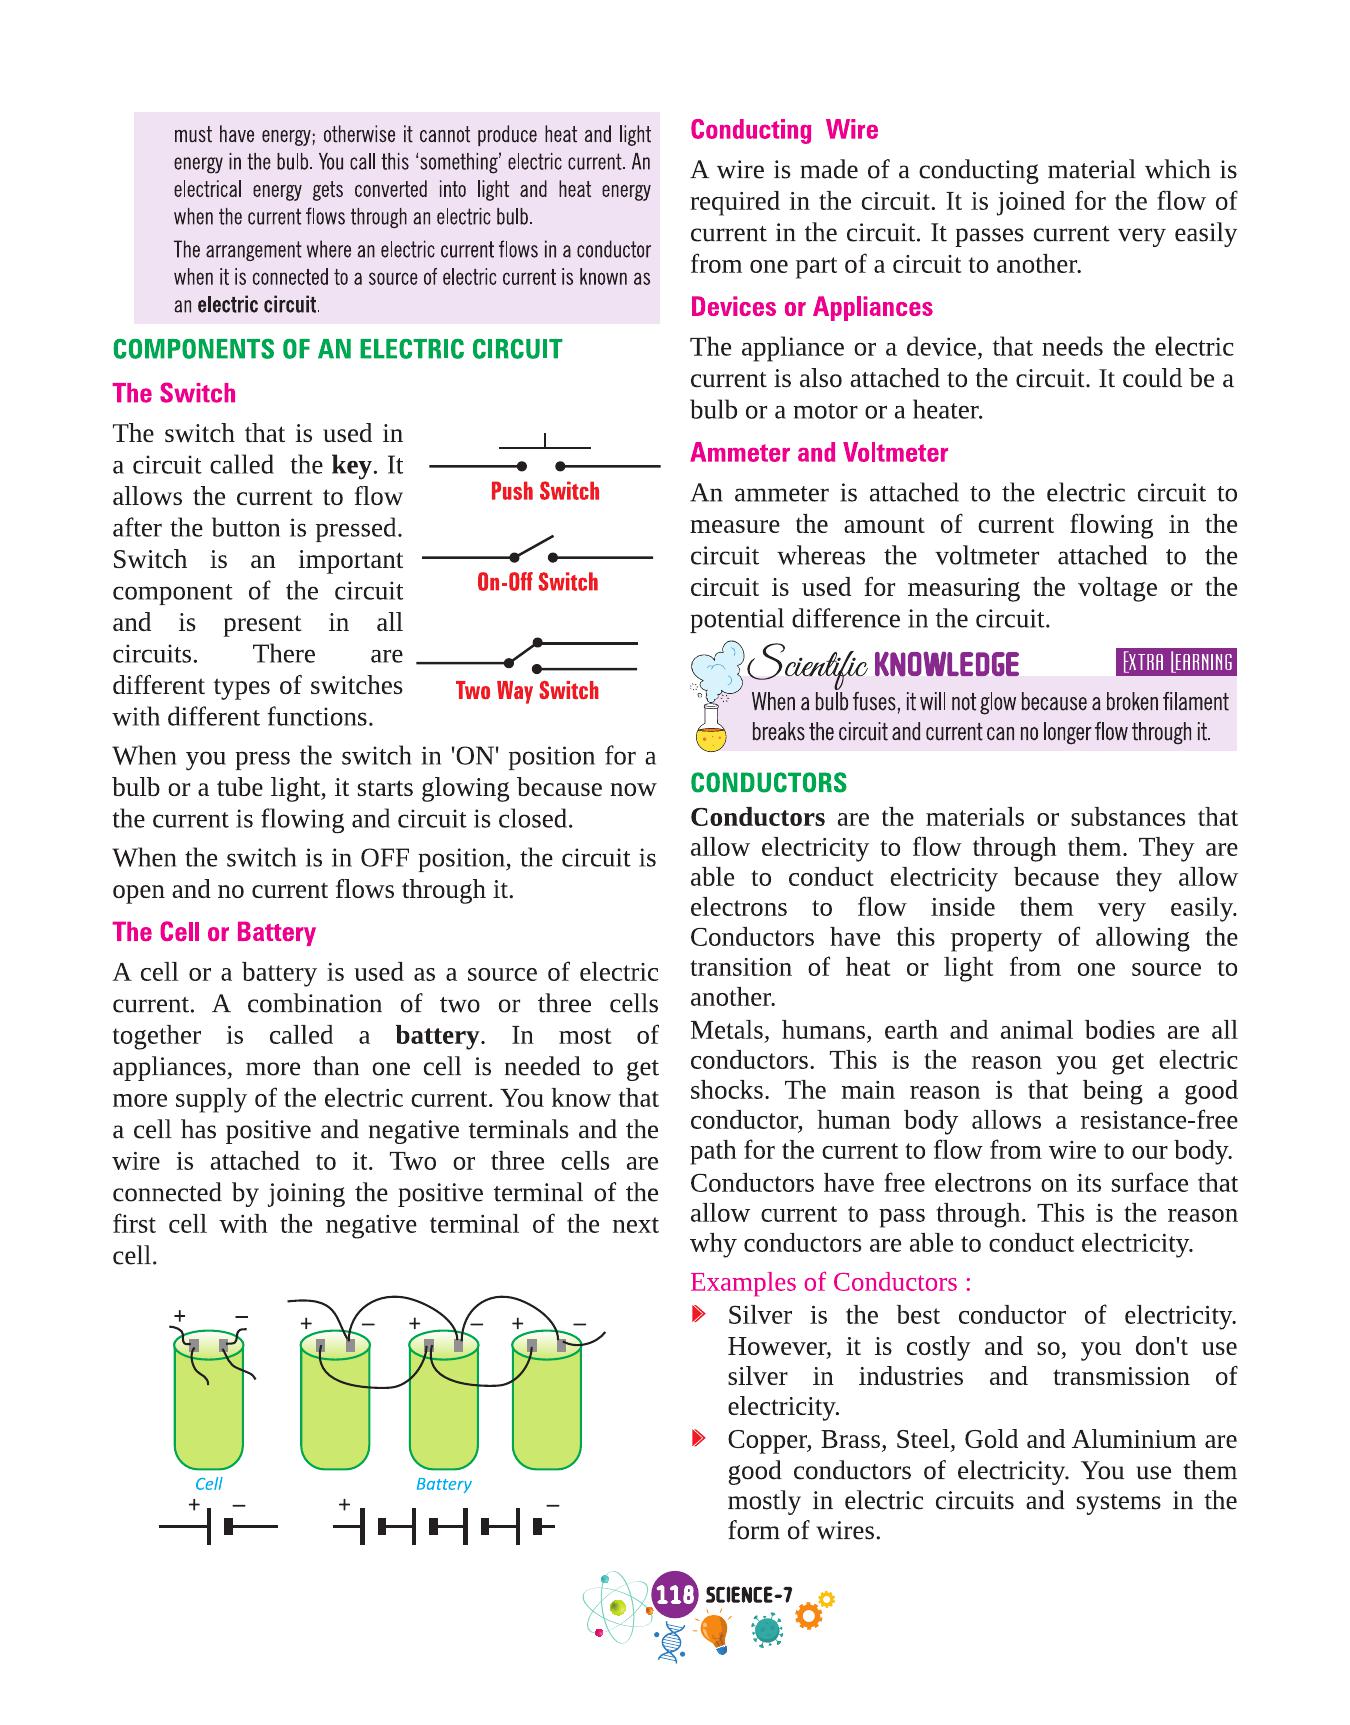 must have energy; otherwise it cannot produce heat and light
energy in the bulb. You call this ‘something’ electric current. An
electrical energy gets converted into light and heat energy
when the current flows through an electric bulb.
The arrangement where an electric current flows in a conductor
when it is connected to a source of electric current is known as
an electric circuit.
COMPONENTS OF AN ELECTRIC CIRCUIT
The Switch
The switch that is used in
a circuit called the key. It
allows the current to flow
after the button is pressed.
Switch is an important
component of the circuit
and is present in all
circuits. There are
different types of switches
with different functions.
Push Switch
On-Off Switch
Two Way Switch
When you press the switch in 'ON' position for a
bulb or a tube light, it starts glowing because now
the current is flowing and circuit is closed.
When the switch is in OFF position, the circuit is
open and no current flows through it.
The Cell or Battery
A cell or a battery is used as a source of electric
current. A combination of two or three cells
together is called a battery. In most of
appliances, more than one cell is needed to get
more supply of the electric current. You know that
a cell has positive and negative terminals and the
wire is attached to it. Two or three cells are
connected by joining the positive terminal of the
first cell with the negative terminal of the next
cell.
+ – + – + – + –
Cell Battery
+ – + –
Conducting Wire
A wire is made of a conducting material which is
required in the circuit. It is joined for the flow of
current in the circuit. It passes current very easily
from one part of a circuit to another.
Devices or Appliances
The appliance or a device, that needs the electric
current is also attached to the circuit. It could be a
bulb or a motor or a heater.
Ammeter and Voltmeter
An ammeter is attached to the electric circuit to
measure the amount of current flowing in the
circuit whereas the voltmeter attached to the
circuit is used for measuring the voltage or the
potential difference in the circuit.
Scientific KNOWLEDGE EXTRA LEARNING
When a bulb fuses, it will not glow because a broken filament
breaks the circuit and current can no longer flow through it.
CONDUCTORS
Conductors are the materials or substances that
allow electricity to flow through them. They are
able to conduct electricity because they allow
electrons to flow inside them very easily.
Conductors have this property of allowing the
transition of heat or light from one source to
another.
Metals, humans, earth and animal bodies are all
conductors. This is the reason you get electric
shocks. The main reason is that being a good
conductor, human body allows a resistance-free
path for the current to flow from wire to our body.
Conductors have free electrons on its surface that
allow current to pass through. This is the reason
why conductors are able to conduct electricity.
Examples of Conductors :
Silver is the best conductor of electricity.
However, it is costly and so, you don't use
silver in industries and transmission of
electricity.
Copper, Brass, Steel, Gold and Aluminium are
good conductors of electricity. You use them
mostly in electric circuits and systems in the
form of wires.
118 SCIENCE-7